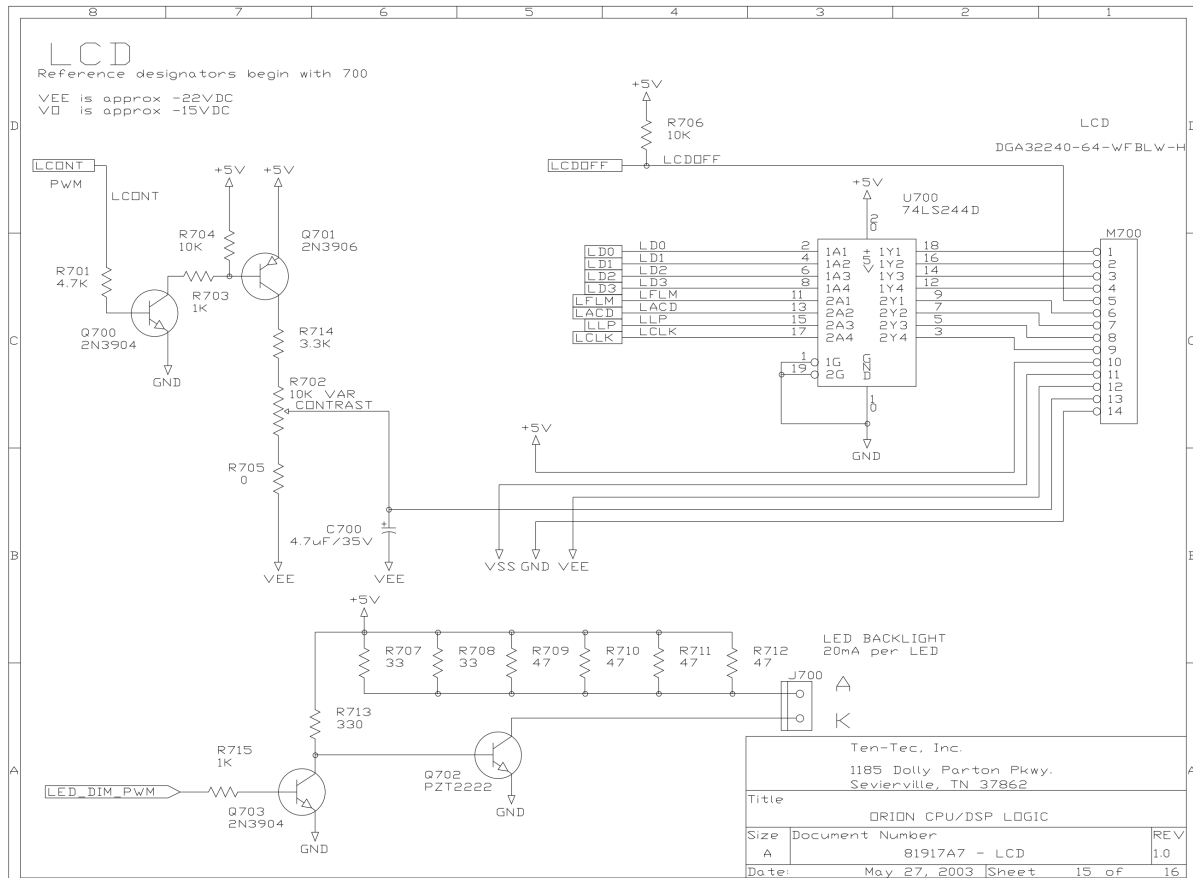 8 7 6 5 4 3 2 1
LCD
Reference designators begin with 700
VEE is approx -22VDC
VO is approx -15VDC
D
D
LCONT
PWM
LCONT
+5V
+5V
R704
10K
Q701
2N3906
R701
4.7K
R703
1K
Q700
2N3904
GND
R714
3.3K
R702
10K VAR
CONTRAST
R705
0
C700
4.7uF/35V
VEE
VEE
+
+5V
R706
10K
LCDOFF
LCDOFF
LCD
DGA32240-64-WFBLW-H
+5V
U700
74LS244D
20
LD0 LD0 2 1A1 1Y1 18
LD1 LD1 4 1A2 1Y2 16
LD2 LD2 6 1A3 1Y3 14
LD3 LD3 8 1A4 1Y4 12
LFLM LFLM 11 2A1 2Y1 9
LACD LACD 13 2A2 2Y2 7
LLP LLP 15 2A3 2Y3 5
LCLK LCLK 17 2A4 2Y4 3
1 1G
19 2G
+5V
GND
10
GND
M700
1
2
3
4
5
6
7
8
9
10
11
12
13
14
C
C
+5V
VSS GND VEE
B
B
+5V
R707
33
R708
33
R709
47
R710
47
R711
47
R712
47
LED BACKLIGHT
20mA per LED
J700
A
K
R713
330
R715
1K
LED_DIM_PWM
Q703
2N3904
GND
Q702
PZT2222
GND
A
A
Ten-Tec, Inc.
1185 Dolly Parton Pkwy.
Sevierville, TN 37862
Title
ORION CPU/DSP LOGIC
Size Document Number REV
A 81917A7 - LCD 1.0
Date: May 27, 2003 Sheet 15 of 16